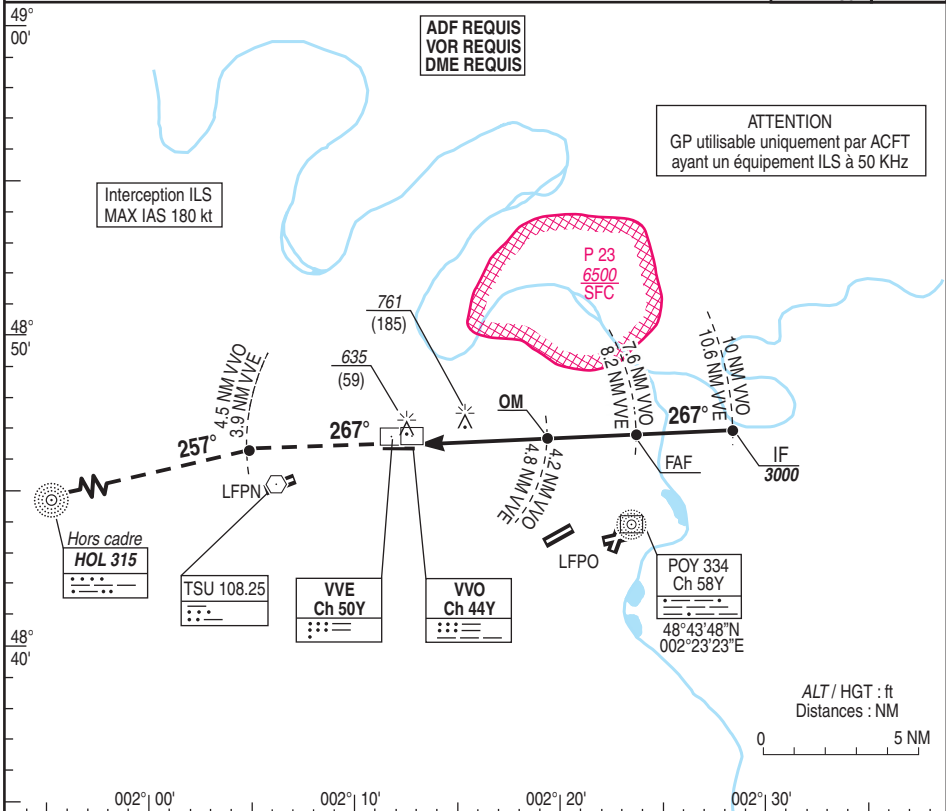 49°
00'
ADF REQUIS
VOR REQUIS
DME REQUIS
ATTENTION
GP utilisable uniquement par ACFT
ayant un équipement ILS à 50 KHz
Interception ILS
MAX IAS 180 kt
P 23
6500
SFC
761
(185)
48°
50'
635
(59)
4.5 NM VVO
3.9 NM VVE
7.6 NM VVO
8.2 NM VVE
10 NM VVO
10.6 NM VVE
OM
267°
267°
257°
FAF
IF
3000
4.2 NM VVO
4.8 NM VVE
LFPN
LFPO
Hors cadre
HOL 315
TSU 108.25
VVE
Ch 50Y
VVO
Ch 44Y
POY 334
Ch 58Y
48°43'48"N
002°23'23"E
48°
40'
ALT / HGT : ft
Distances : NM
0 5 NM
002° 00' 002° 10' 002° 20' 002° 30'